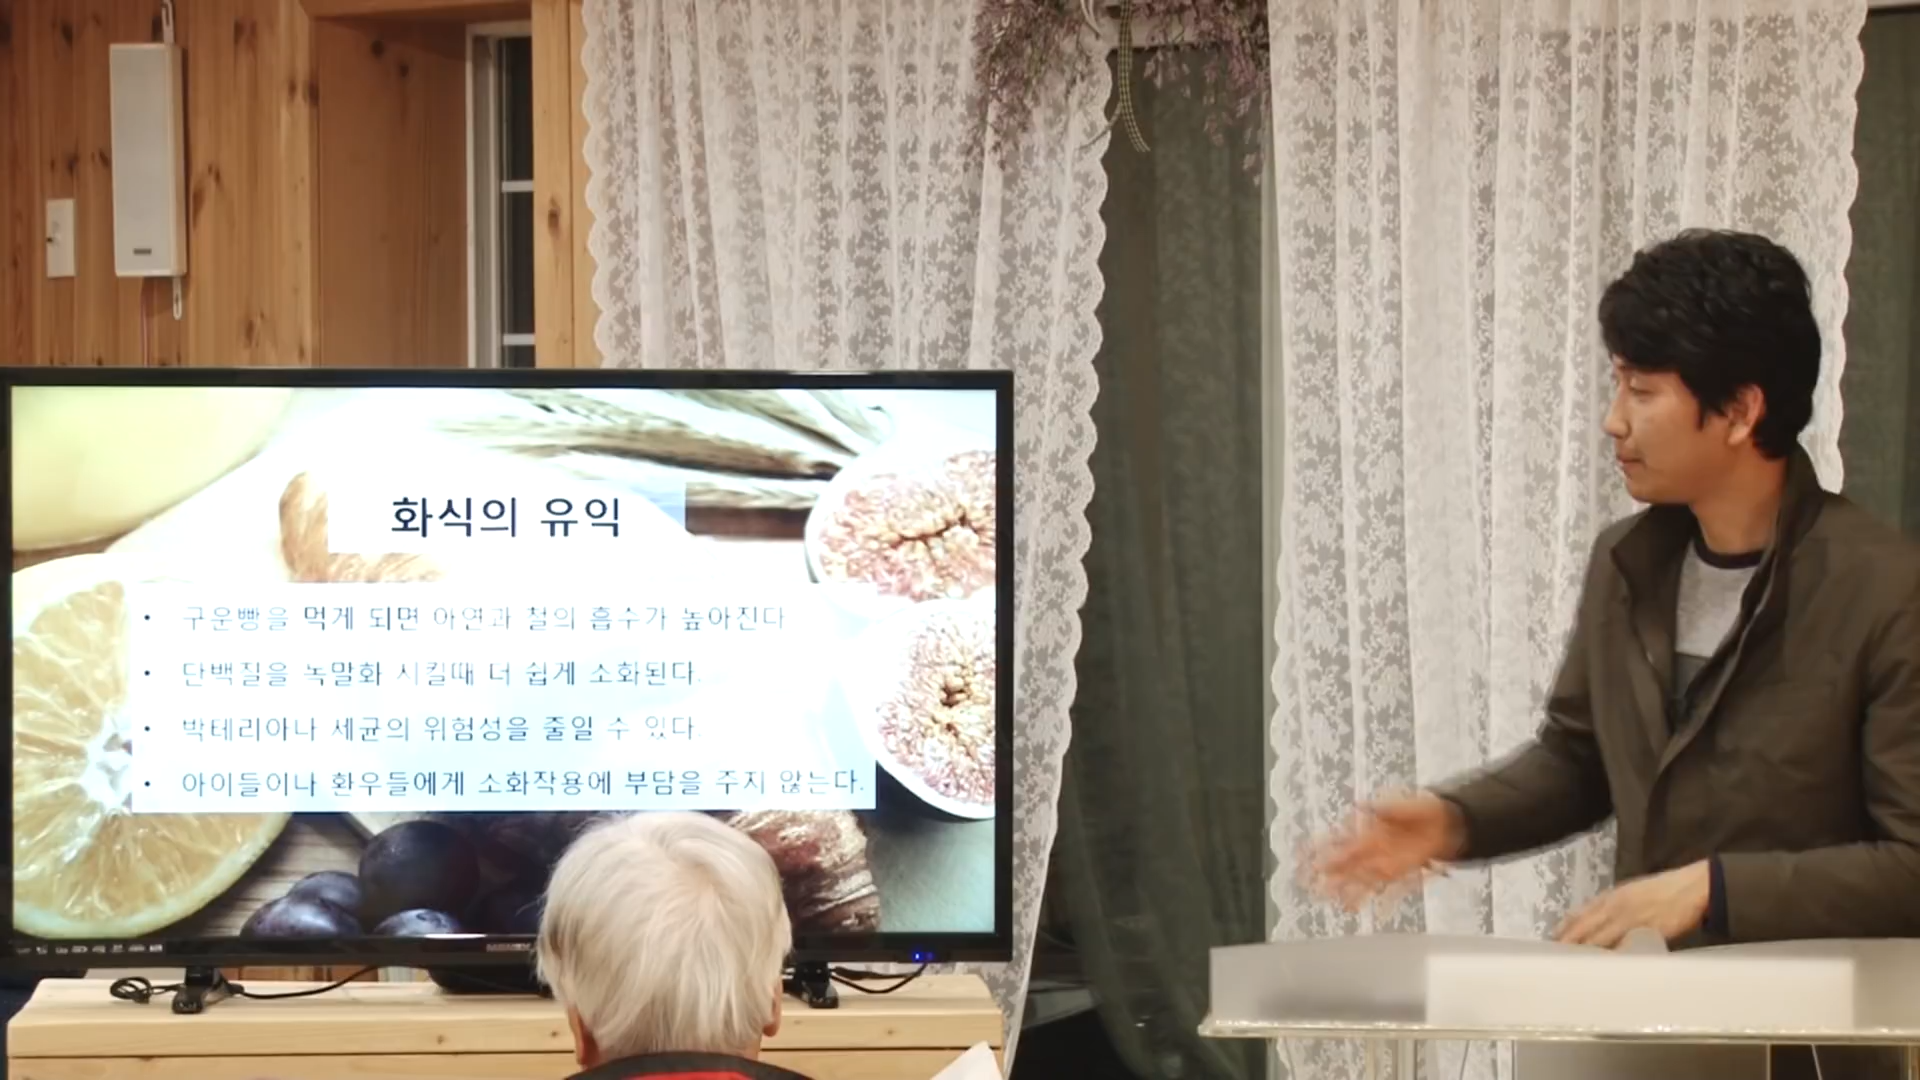 화식의 유익
• 구운빵을 먹게 되면 아연과 철의 흡수가 높아진다
• 단백질을 녹말화 시킬때 더 쉽게 소화된다.
• 박테리아나 세균의 위험성을 줄일 수 있다.
• 아이들이나 환우들에게 소화작용에 부담을 주지 않는다.